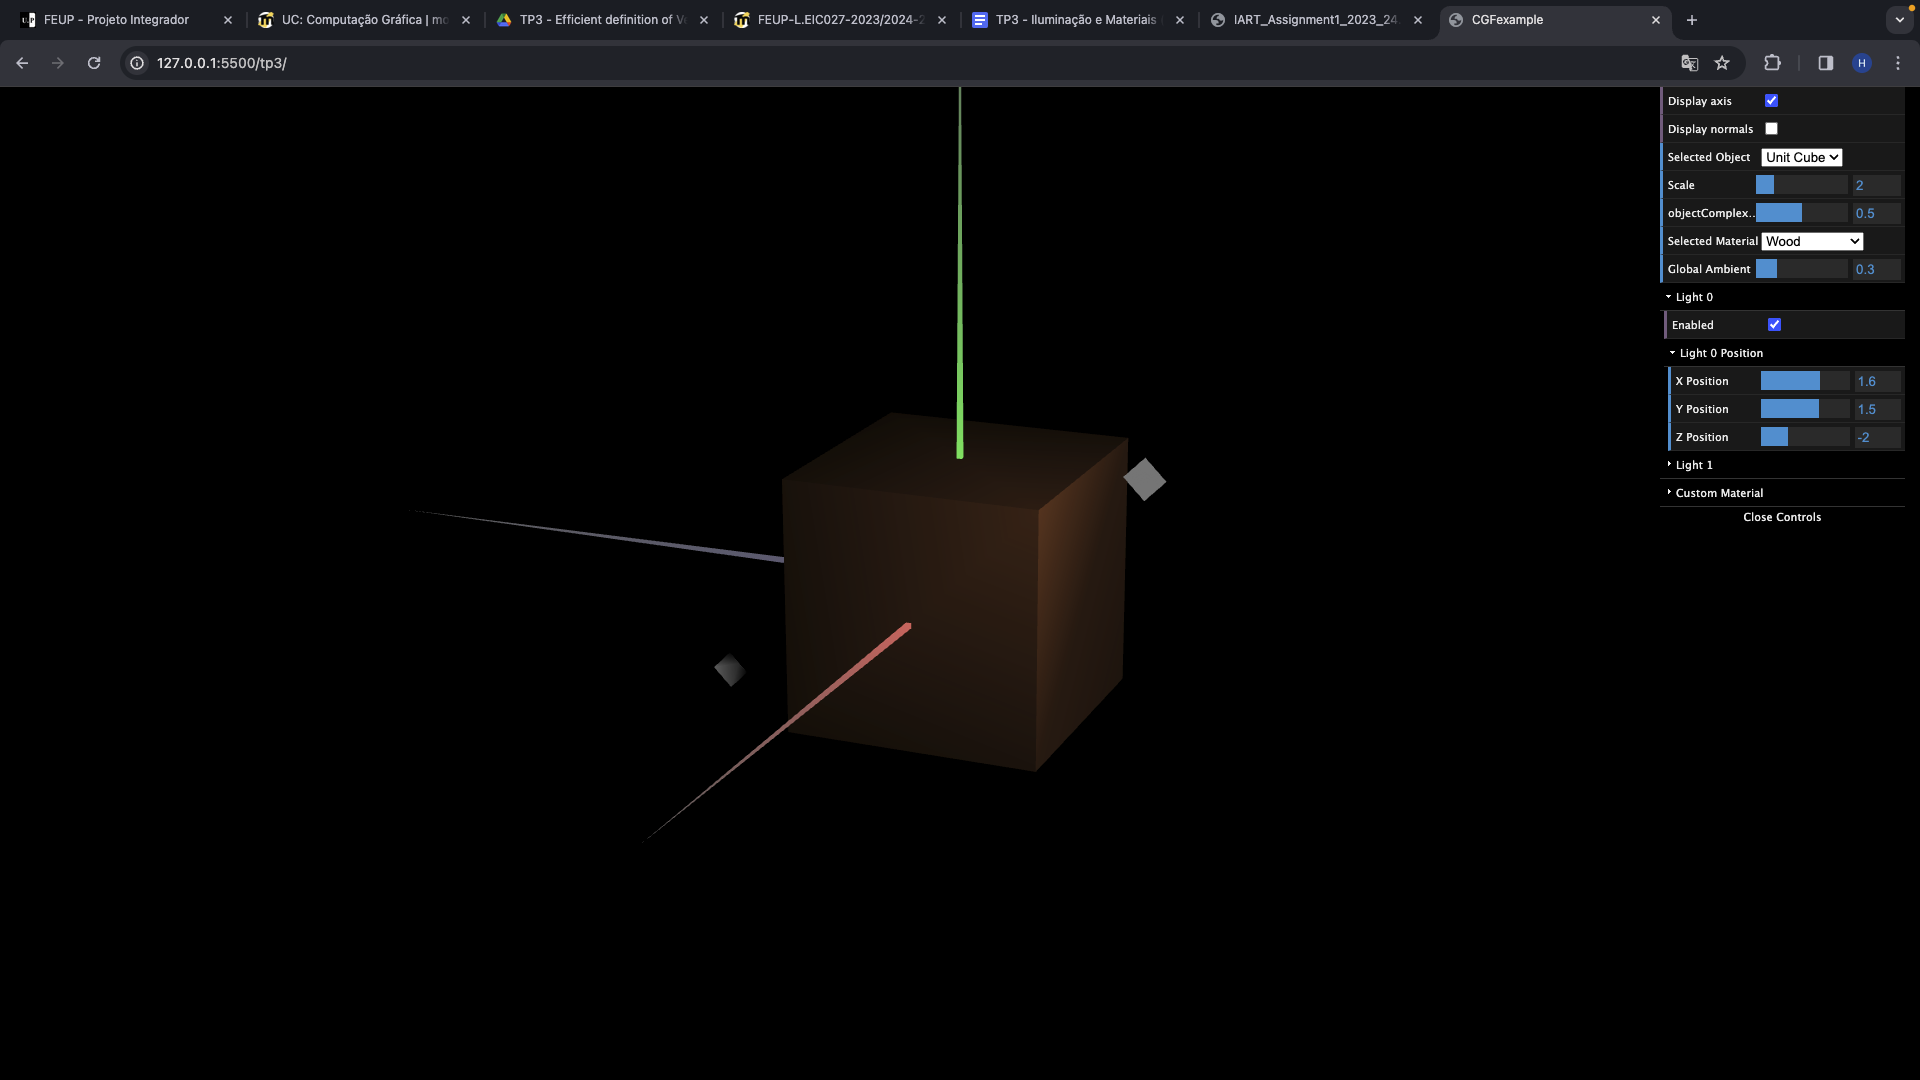 FEUP - Projeto Integrador
UC: Computação Gráfica | mo
TP3 - Efficient definition of Ve
FEUP-L.EIC027-2023/2024-2
TP3 - Iluminação e Materiais
IART_Assignment1_2023_24
CGFexample
127.0.0.1:5500/tp3/
H
Display axis
Display normals
Selected Object Unit Cube
Scale 2
objectComplex.. 0.5
Selected Material Wood
Global Ambient 0.3
Light 0
Enabled
Light 0 Position
X Position 1.6
Y Position 1.5
Z Position -2
Light 1
Custom Material
Close Controls